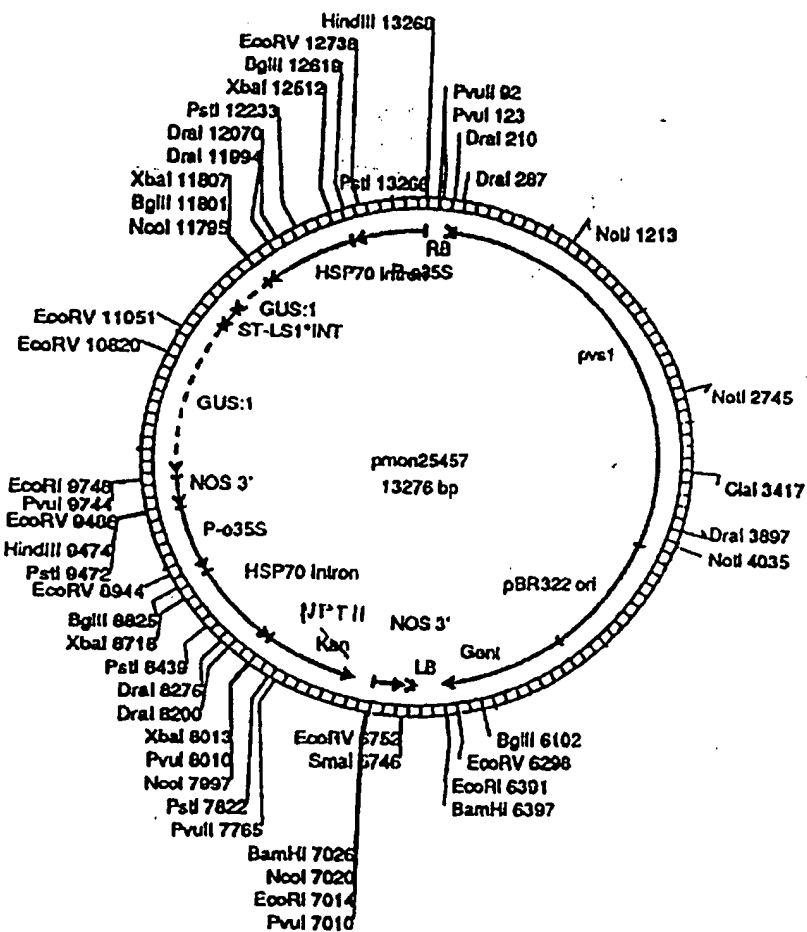 HindIII 13260
EcoRV 12738
BglII 12619
XbaI 12512
PstI 12233
DraI 12070
DraI 11994
XbaI 11807
BglII 11801
NcoI 11795
PstI 13266
PvuII 92
PvuI 123
DraI 210
DraI 287
NotI 1213
RB
HSP70 Intron
P-e35S
GUS:1
ST-LS1*INT
pvs1
EcoRV 11051
EcoRV 10820
GUS:1
NotI 2745
pmon25457
13276 bp
ClaI 3417
EcoRI 9748
PvuI 9744
EcoRV 9486
HindIII 9474
PstI 9472
EcoRV 8944
NOS 3'
P-e35S
HSP70 Intron
DraI 3897
NotI 4035
pBR322 ori
BglII 8825
XbaI 8718
PstI 8439
DraI 8276
DraI 8200
XbaI 8013
PvuI 8010
NcoI 7997
PstI 7822
PvuII 7765
Kan
NOS 3'
LB
Gent
EcoRV 6752
SmaI 6746
BglII 6102
EcoRV 6298
EcoRI 6391
BamHI 6397
BamHI 7026
NcoI 7020
EcoRI 7014
PvuI 7010